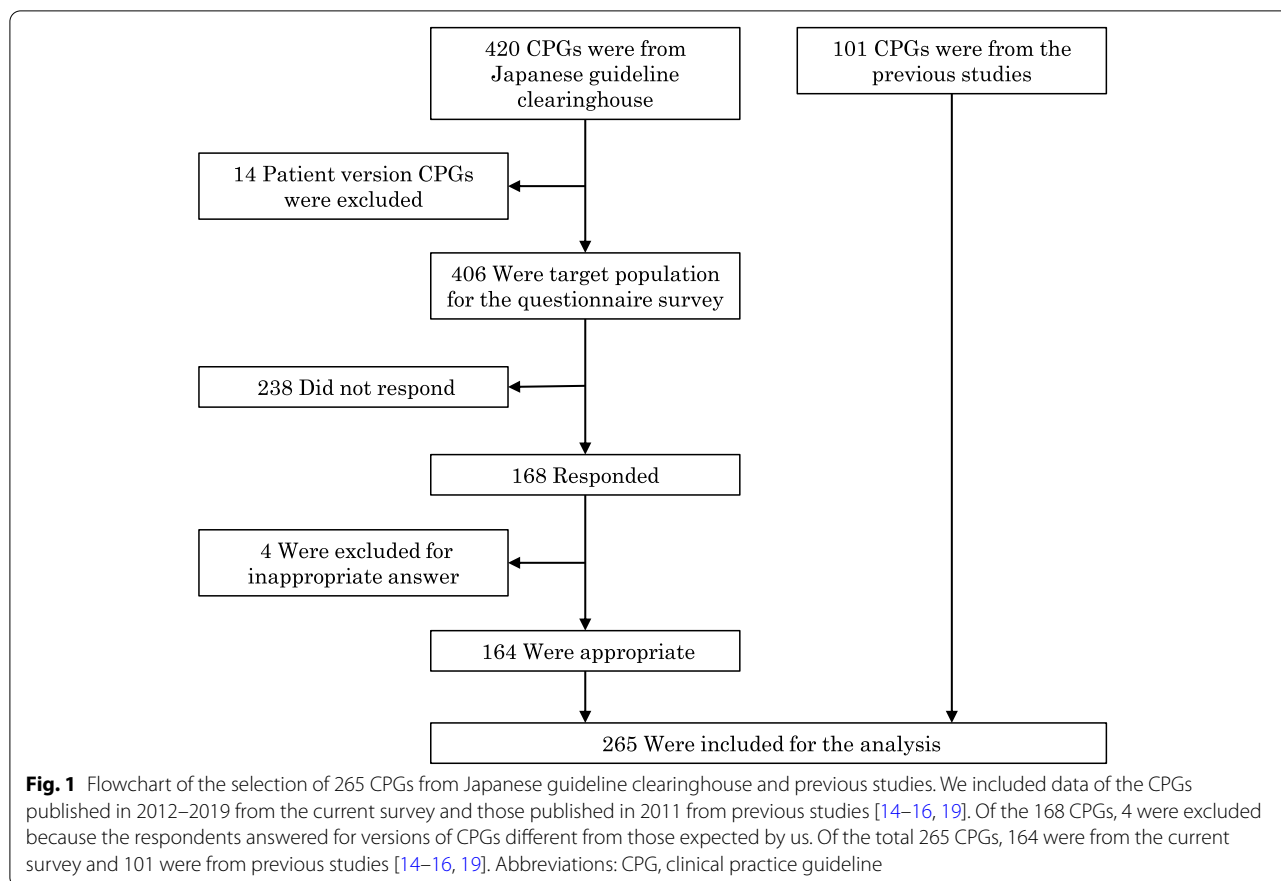 420 CPGs were from
Japanese guideline
clearinghouse
101 CPGs were from the
previous studies
14 Patient version CPGs
were excluded
406 Were target population
for the questionnaire survey
238 Did not respond
168 Responded
4 Were excluded for
inappropriate answer
164 Were appropriate
265 Were included for the analysis
Fig. 1 Flowchart of the selection of 265 CPGs from Japanese guideline clearinghouse and previous studies. We included data of the CPGs
published in 2012–2019 from the current survey and those published in 2011 from previous studies [14–16, 19]. Of the 168 CPGs, 4 were excluded
because the respondents answered for versions of CPGs different from those expected by us. Of the total 265 CPGs, 164 were from the current
survey and 101 were from previous studies [14–16, 19]. Abbreviations: CPG, clinical practice guideline